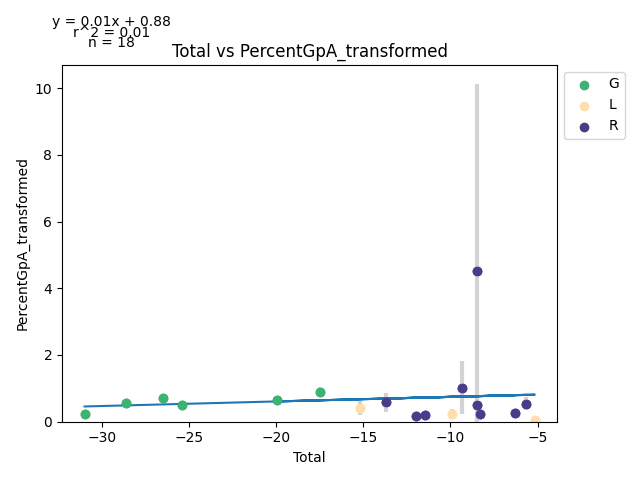 y = 0.01x + 0.88
r^2 = 0.01
n = 18
Total vs PercentGpA_transformed
G
L
R
PercentGpA_transformed
10
8
6
4
2
0
−30
−25
−20
−15
−10
−5
Total